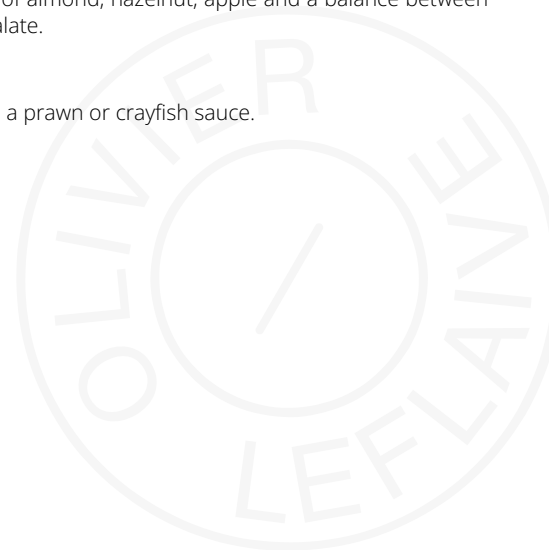 of almond, hazelnut, apple and a balance between
alate.
a prawn or crayfish sauce.
OLIVIER
LEFLAIVE